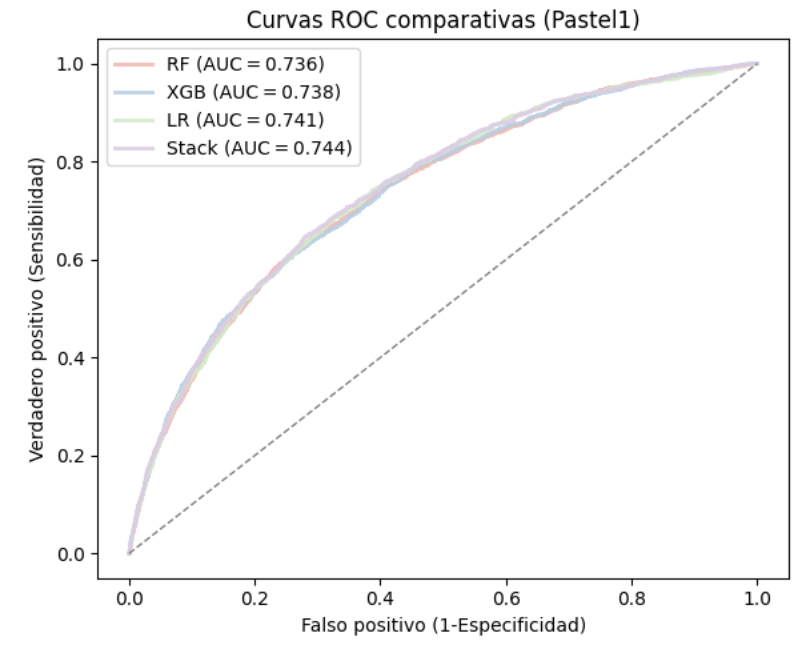 Curvas ROC comparativas (Pastel1)
RF (AUC = 0.736)
XGB (AUC = 0.738)
LR (AUC = 0.741)
Stack (AUC = 0.744)
Verdadero positivo (Sensibilidad)
1.0
0.8
0.6
0.4
0.2
0.0
0.0 0.2 0.4 0.6 0.8 1.0
Falso positivo (1-Especificidad)